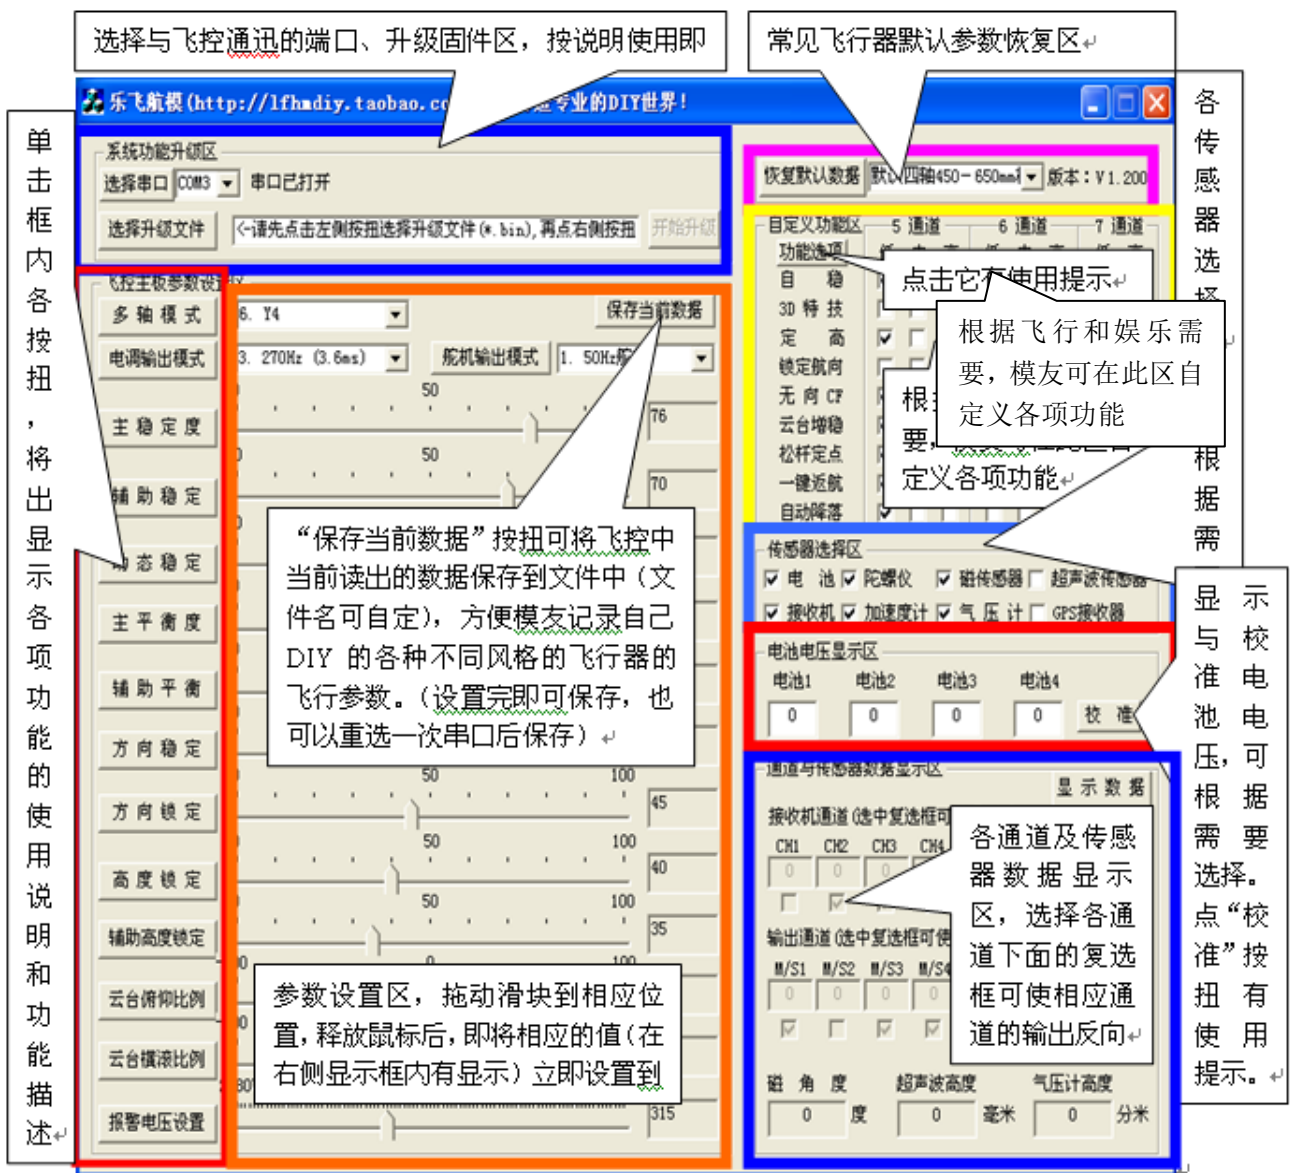 选择与飞控通迅的端口、升级固件区，按说明使用即
常见飞行器默认参数恢复区
乐飞航模(http://lfhmdiy.taobao.co
专业的DIY世界!
单击框内各按扭，将出显示各项功能的使用说明和功能描述
各传感器选择
根据需
系统功能升级区
选择串口 COM3 串口已打开
选择升级文件 <-请先点击左侧按扭选择升级文件(*.bin),再点右侧按扭 开始升级
恢复默认数据 默认四轴450-650mm 版本：V1.200
自定义功能区 5 通道 6 通道 7 通道
功能选项
自 稳
3D 特 技
定 高
锁定航向
无 向 CF
云台增稳
松杆定点
一键返航
自动降落
点击它有使用提示
根据飞行和娱乐需
要，模友可在此区自
定义各项功能
根
要，
定义各项功能
飞控主板参数设
多 轴 模 式 6. Y4 保存当前数据
电调输出模式 3. 270Hz (3.6ms) 舵机输出模式 1. 50Hz
50
主 稳 定 度 76
50
辅 助 稳 定 70
动 态 稳 定
主 平 衡 度
辅 助 平 衡
方 向 稳 定
50 100
方 向 锁 定 45
50 100
高 度 锁 定 40
50 100
辅助高度锁定 35
0 100
云台俯仰比例
云台横滚比例
报警电压设置 315
“保存当前数据”按扭可将飞控中
当前读出的数据保存到文件中（文
件名可自定），方便模友记录自己
DIY 的各种不同风格的飞行器的
飞行参数。（设置完即可保存，也
可以重选一次串口后保存）
参数设置区，拖动滑块到相应位
置，释放鼠标后，即将相应的值（在
右侧显示框内有显示）立即设置到
传感器选择区
电 池 陀螺仪 磁传感器 超声波传感器
接收机 加速度计 气 压 计 GPS接收器
电池电压显示区
电池1 电池2 电池3 电池4
0 0 0 0 校 准
显示与校准电池电压，可根据需要选择。点“校准”按扭有使用提示。
通道与传感器数据显示区
显 示 数 据
接收机通道(选中复选框可
CH1 CH2 CH3 CH4
0 0 0
输出通道(选中复选框可使
M/S1 M/S2 M/S3 M/S4
0 0 0 0
各通道及传感
器数据显示
区，选择各通
道下面的复选
框可使相应通
道的输出反向
磁 角 度 超声波高度 气压计高度
0 度 0 毫米 0 分米